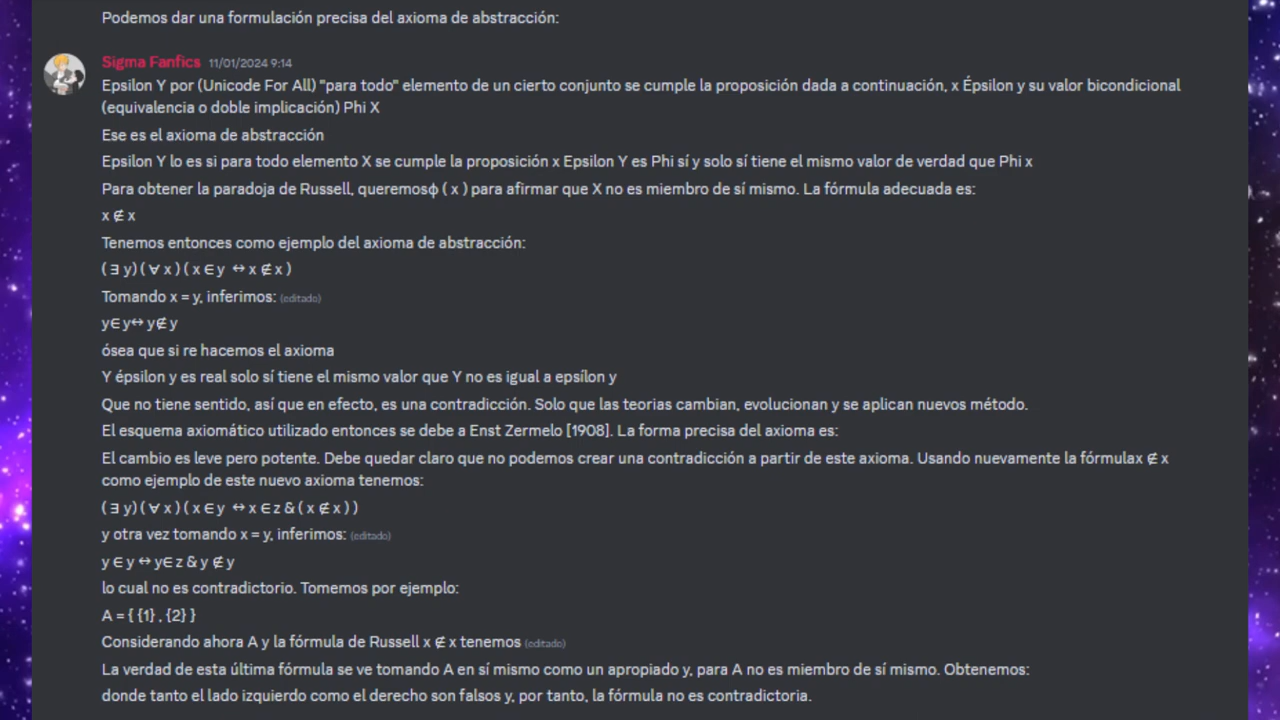 Podemos dar una formulación precisa del axioma de abstracción:
Sigma Fanfics 11/01/2024 9:14
Epsilon Y por (Unicode For All) "para todo" elemento de un cierto conjunto se cumple la proposición dada a continuación, x Épsilon y su valor bicondicional
(equivalencia o doble implicación) Phi X
Ese es el axioma de abstracción
Epsilon Y lo es si para todo elemento X se cumple la proposición x Epsilon Y es Phi sí y solo sí tiene el mismo valor de verdad que Phi x
Para obtener la paradoja de Russell, queremosϕ ( x ) para afirmar que X no es miembro de sí mismo. La fórmula adecuada es:
x ∉ x
Tenemos entonces como ejemplo del axioma de abstracción:
( ∃ y) ( ∀ x ) ( x ∈ y ↔ x ∉ x )
Tomando x = y, inferimos: (editado)
y∈ y↔ y∉ y
ósea que si re hacemos el axioma
Y épsilon y es real solo sí tiene el mismo valor que Y no es igual a epsílon y
Que no tiene sentido, así que en efecto, es una contradicción. Solo que las teorias cambian, evolucionan y se aplican nuevos método.
El esquema axiomático utilizado entonces se debe a Enst Zermelo [1908]. La forma precisa del axioma es:
El cambio es leve pero potente. Debe quedar claro que no podemos crear una contradicción a partir de este axioma. Usando nuevamente la fórmulax ∉ x
como ejemplo de este nuevo axioma tenemos:
( ∃ y) ( ∀ x ) ( x ∈ y ↔ x ∈ z & ( x ∉ x ) )
y otra vez tomando x = y, inferimos: (editado)
y ∈ y ↔ y∈ z & y ∉ y
lo cual no es contradictorio. Tomemos por ejemplo:
A = { {1} , {2} }
Considerando ahora A y la fórmula de Russell x ∉ x tenemos (editado)
La verdad de esta última fórmula se ve tomando A en sí mismo como un apropiado y, para A no es miembro de sí mismo. Obtenemos:
donde tanto el lado izquierdo como el derecho son falsos y, por tanto, la fórmula no es contradictoria.